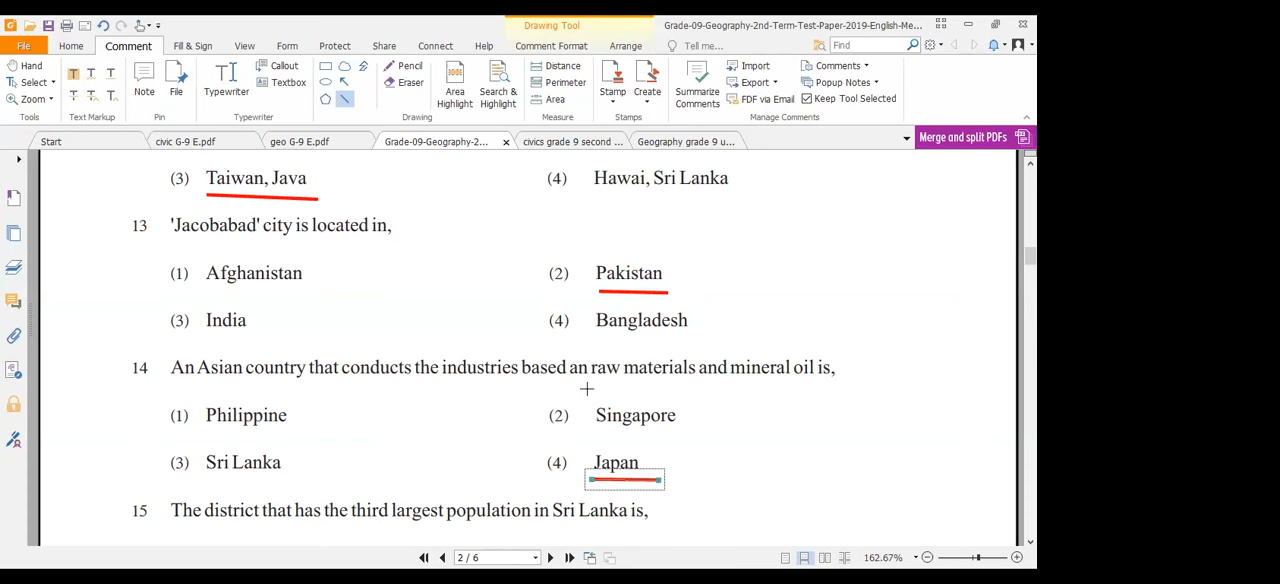 Drawing Tool
Grade-09-Geography-2nd-Term-Test-Paper-2019-English-Me...
File Home Comment Fill & Sign View Form Protect Share Connect Help Comment Format Arrange Tell me... Find
Hand
Select
Zoom
Tools
Text Markup
Note
File
Pin
Typewriter
Callout
Textbox
Typewriter
Pencil
Eraser
Drawing
Area Highlight
Search & Highlight
Distance
Perimeter
Area
Measure
Stamp
Create
Stamps
Summarize Comments
Import
Export
FDF via Email
Comments
Popup Notes
Keep Tool Selected
Manage Comments
Start civic G-9 E.pdf geo G-9 E.pdf Grade-09-Geography-2... civics grade 9 second ... Geography grade 9 u... Merge and split PDFs
(3) Taiwan, Java (4) Hawai, Sri Lanka
13 'Jacobabad' city is located in,
(1) Afghanistan (2) Pakistan
(3) India (4) Bangladesh
14 An Asian country that conducts the industries based an raw materials and mineral oil is,
(1) Philippine (2) Singapore
(3) Sri Lanka (4) Japan
15 The district that has the third largest population in Sri Lanka is,
2 / 6 162.67%